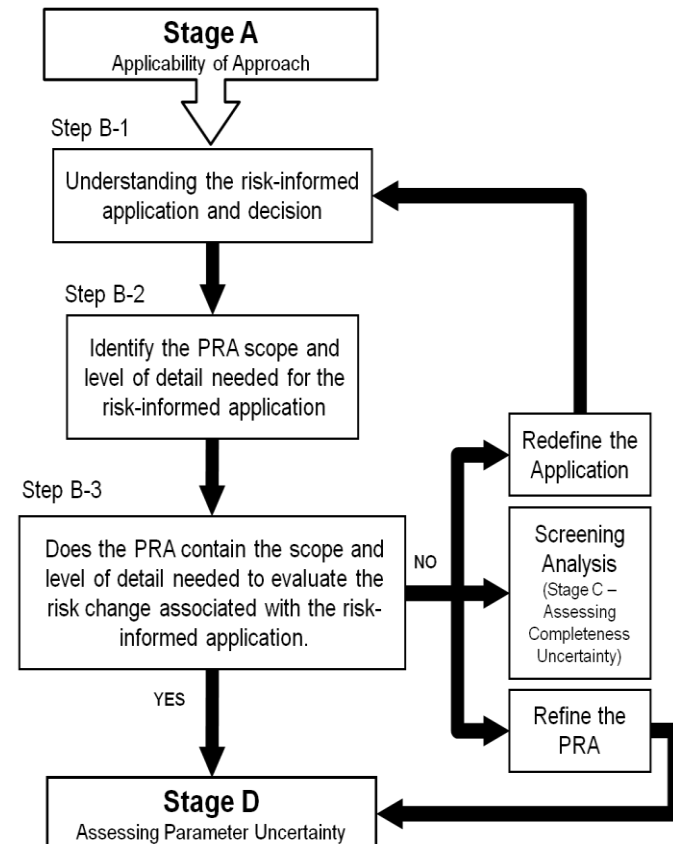 Stage A
Applicability of Approach
Step B-1
Understanding the risk-informed
application and decision
Step B-2
Identify the PRA scope and
level of detail needed for the
risk-informed application
Step B-3
Does the PRA contain the scope and
level of detail needed to evaluate the
risk change associated with the risk-
informed application.
NO
YES
Redefine the
Application
Screening
Analysis
(Stage C –
Assessing
Completeness
Uncertainty)
Refine the
PRA
Stage D
Assessing Parameter Uncertainty